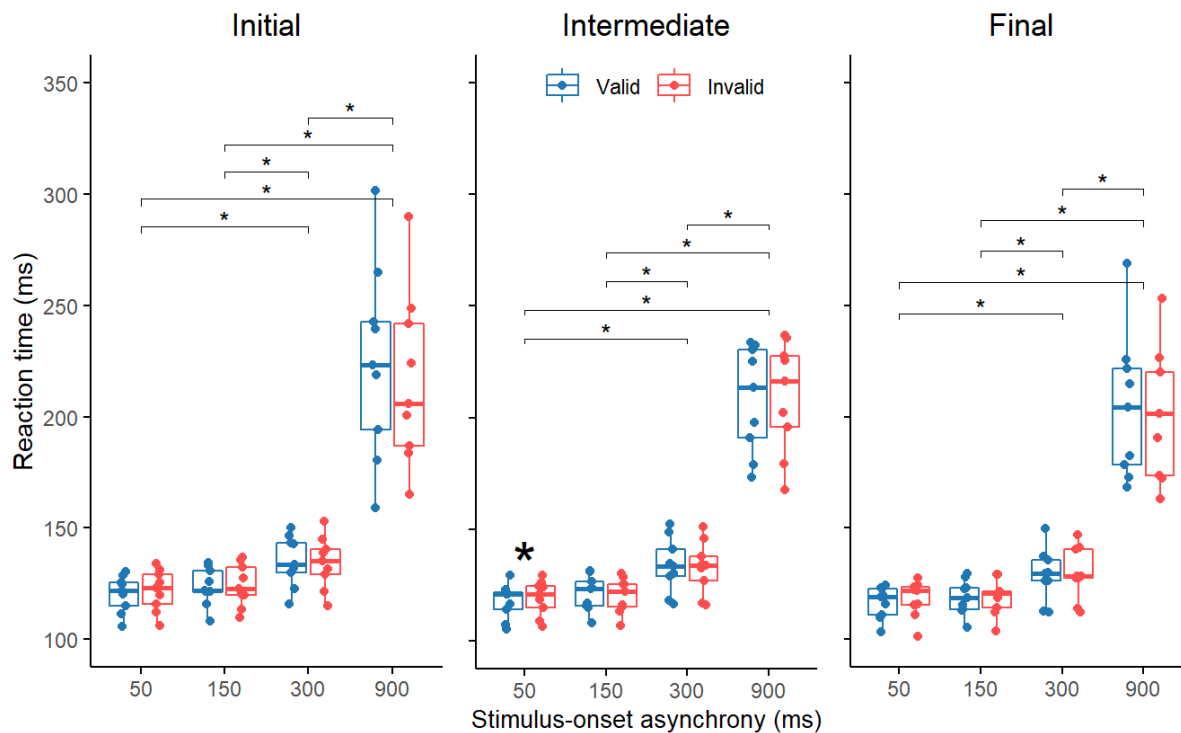 Initial Intermediate Final
Valid Invalid
Reaction time (ms)
350
300
250
200
150
100
* * * * *
* * * * *
*
* * * * *
50 150 300 900 50 150 300 900 50 150 300 900
Stimulus-onset asynchrony (ms)